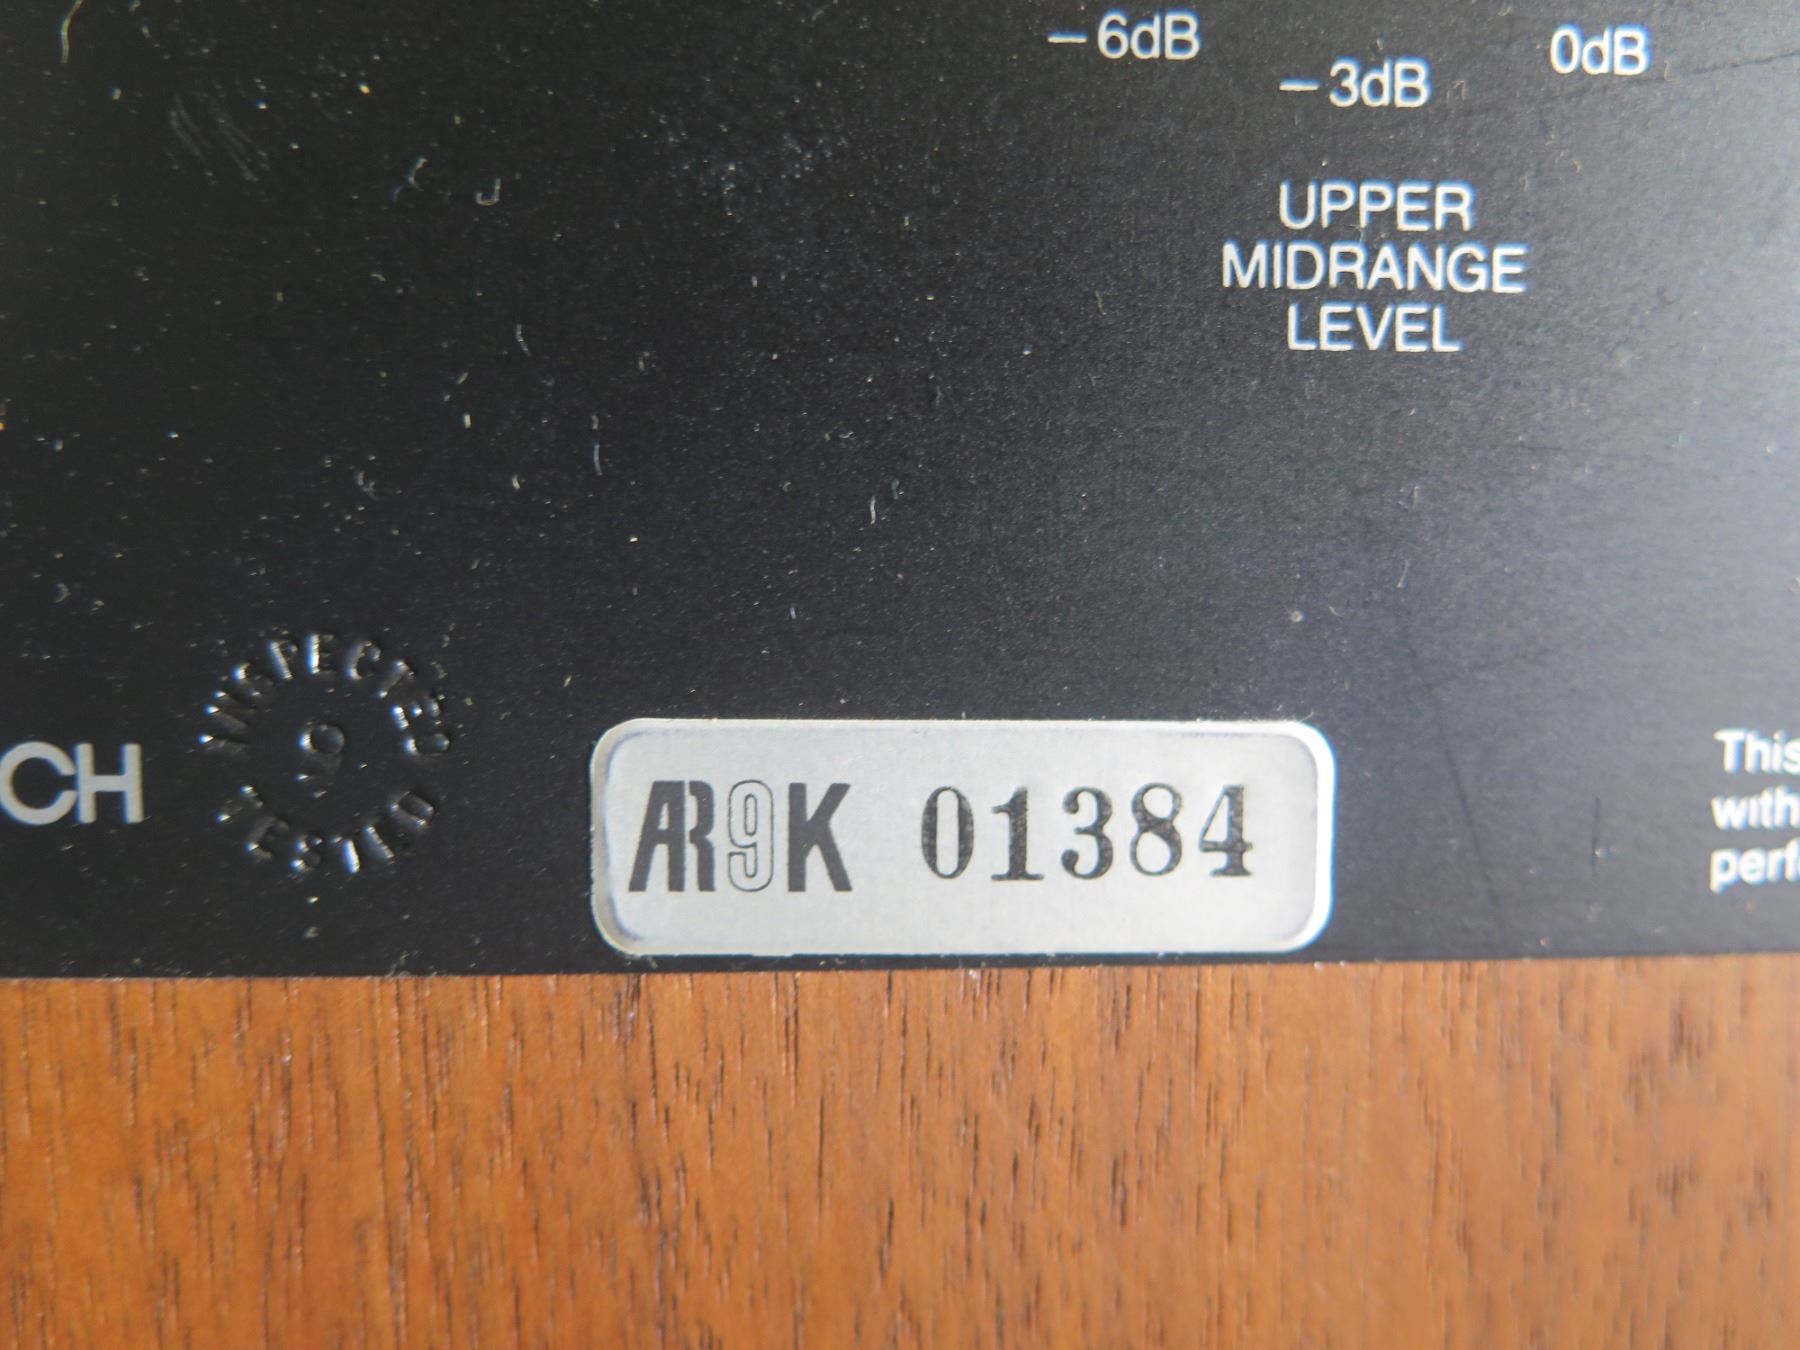 – 6dB
– 3dB
0dB
UPPER
MIDRANGE
LEVEL
INSPECTED
TESTED
CH
AR9K 01384
This
with
perf